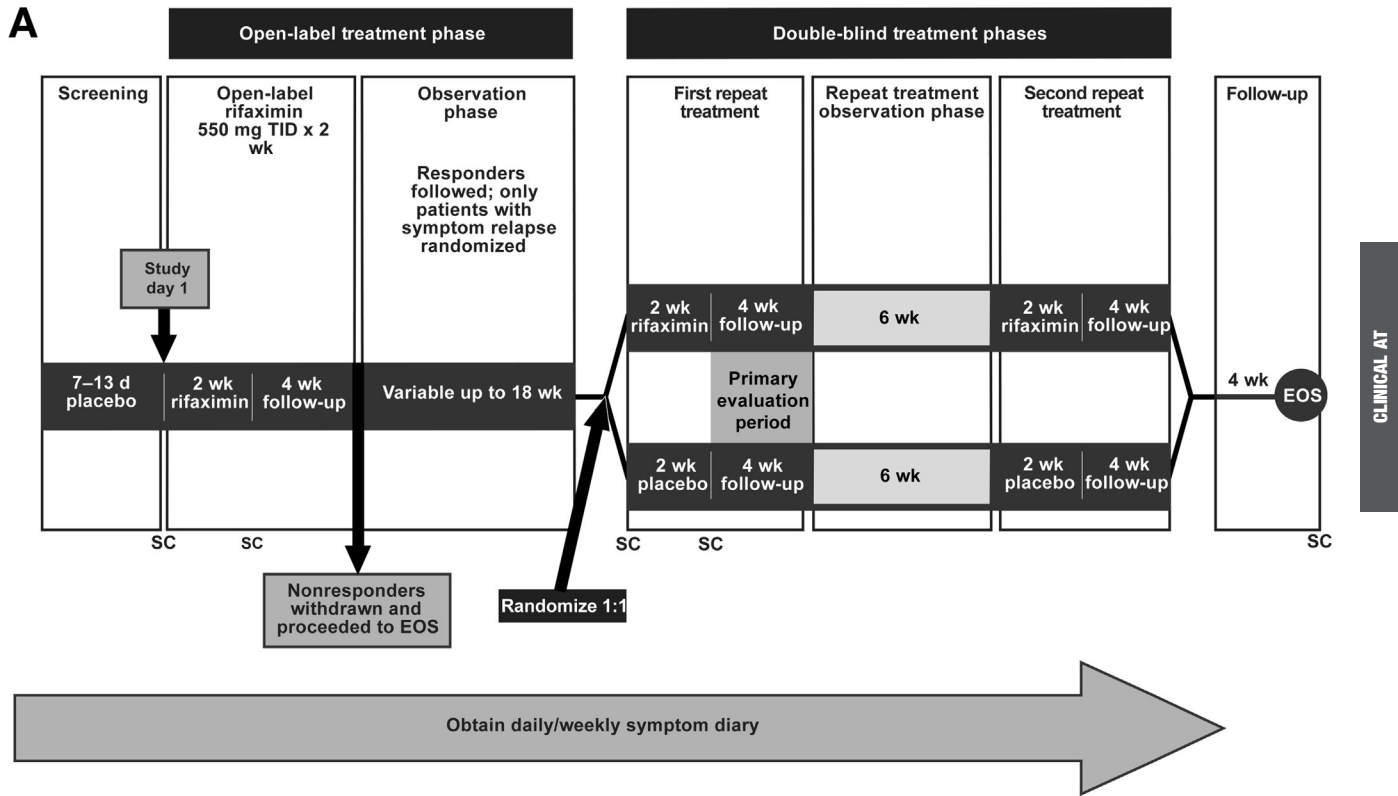 A
Open-label treatment phase
Double-blind treatment phases
Screening
Open-label
rifaximin
550 mg TID x 2
wk
Observation
phase
Responders
followed; only
patients with
symptom relapse
randomized
First repeat
treatment
Repeat treatment
observation phase
Second repeat
treatment
Follow-up
Study
day 1
7–13 d
placebo
2 wk
rifaximin
4 wk
follow-up
Variable up to 18 wk
2 wk
rifaximin
4 wk
follow-up
6 wk
2 wk
rifaximin
4 wk
follow-up
Primary
evaluation
period
2 wk
placebo
4 wk
follow-up
6 wk
2 wk
placebo
4 wk
follow-up
4 wk
EOS
SC
SC
SC
SC
SC
Nonresponders
withdrawn and
proceeded to EOS
Randomize 1:1
Obtain daily/weekly symptom diary
CLINICAL AT